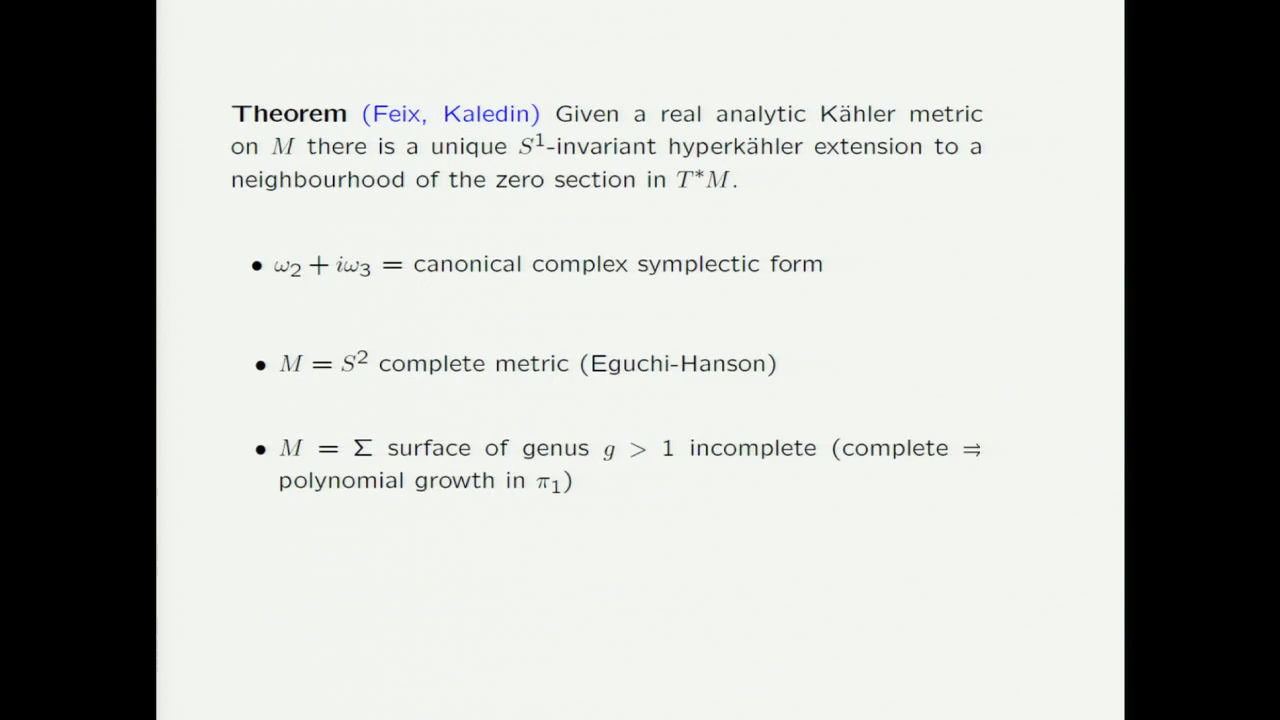 Theorem (Feix, Kaledin) Given a real analytic Kähler metric
on M there is a unique S¹-invariant hyperkähler extension to a
neighbourhood of the zero section in T*M.
• ω₂ + iω₃ = canonical complex symplectic form
• M = S² complete metric (Eguchi-Hanson)
• M = Σ surface of genus g > 1 incomplete (complete ⇒
polynomial growth in π₁)